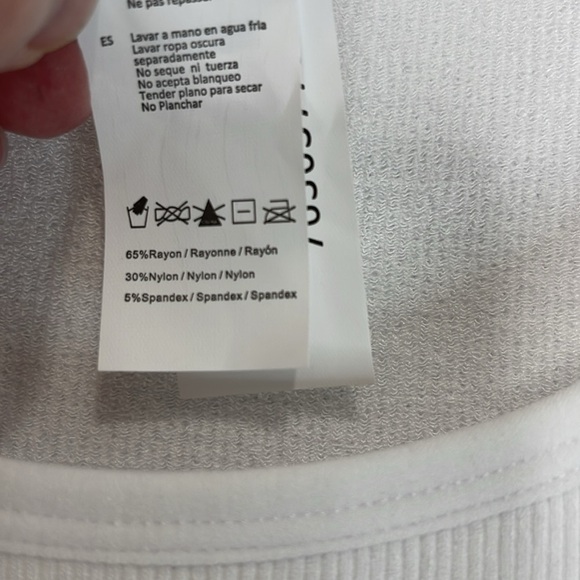 Ne pas repasser
ES Lavar a mano en agua fria
Lavar ropa oscura
separadamente
No seque ni tuerza
No acepta blanqueo
Tender plano para secar
No Planchar
65%Rayon / Rayonne / Rayón
30%Nylon / Nylon / Nylon
5%Spandex / Spandex / Spandex